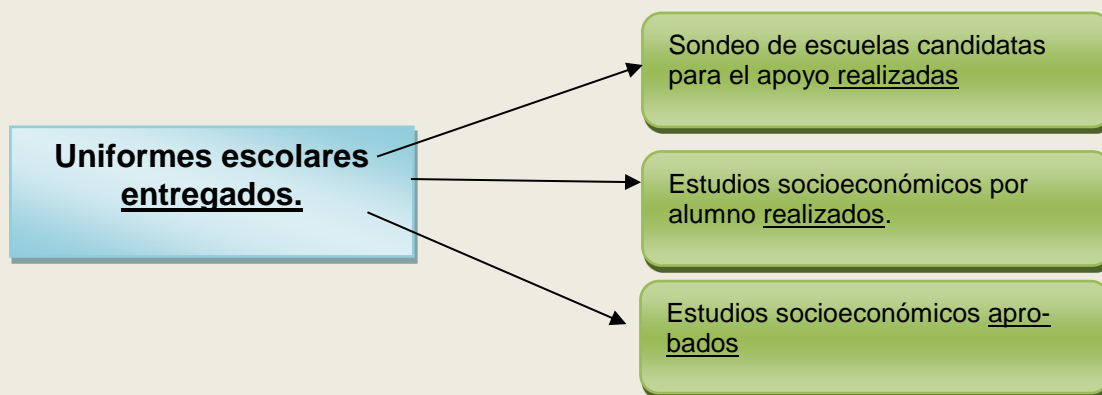 Sondeo de escuelas candidatas
para el apoyo realizadas
Uniformes escolares
entregados.
Estudios socioeconómicos por
alumno realizados.
Estudios socioeconómicos apro-
bados